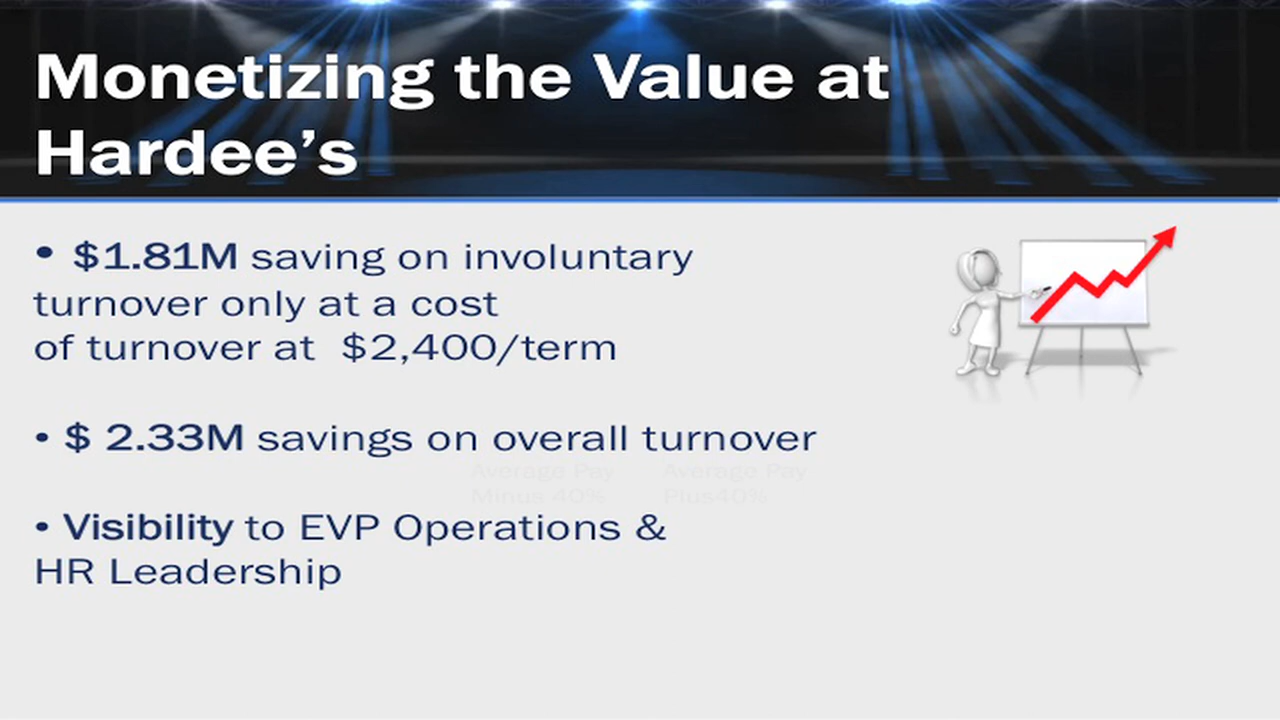 Monetizing the Value at
Hardee’s
• $1.81M saving on involuntary
turnover only at a cost
of turnover at $2,400/term
• $ 2.33M savings on overall turnover
Average Pay Average Pay
Minus 40% Plus40%
• Visibility to EVP Operations &
HR Leadership